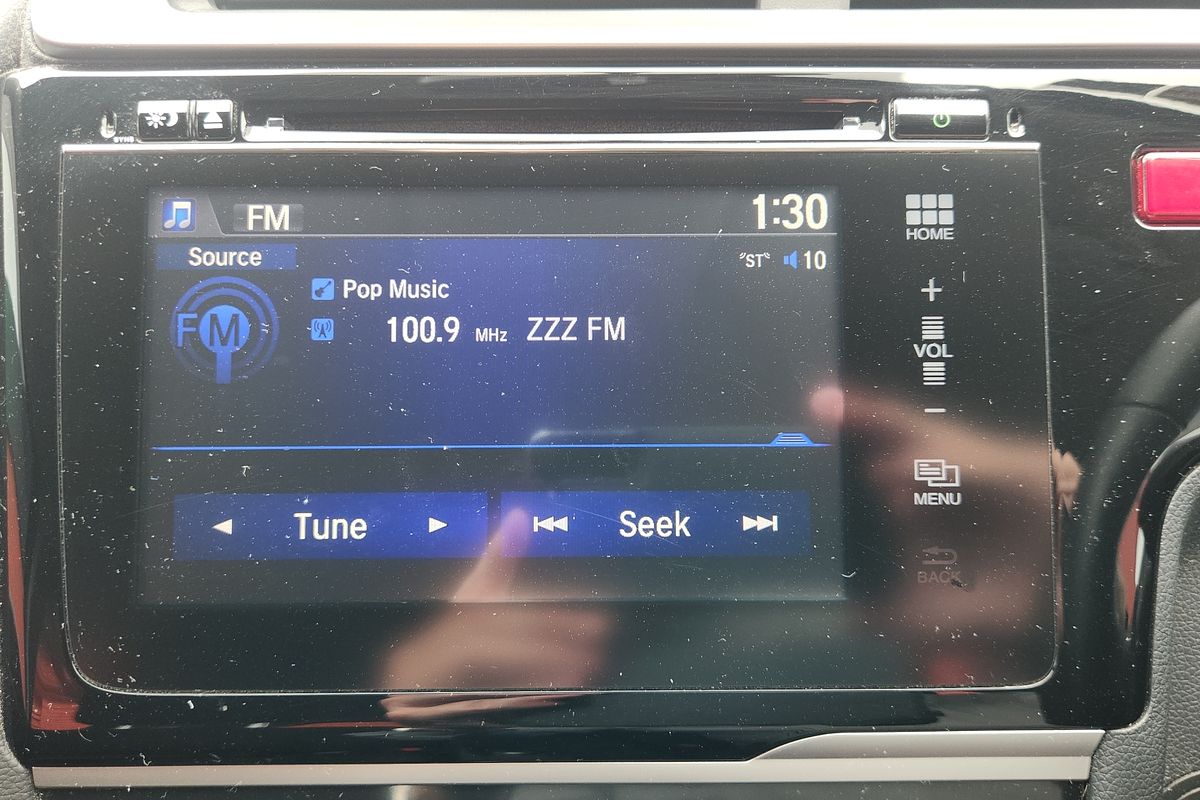 FM
1:30
HOME
Source
"ST"
10
FM
Pop Music
100.9 MHz ZZZ FM
+
VOL
−
MENU
Tune
Seek
BACK